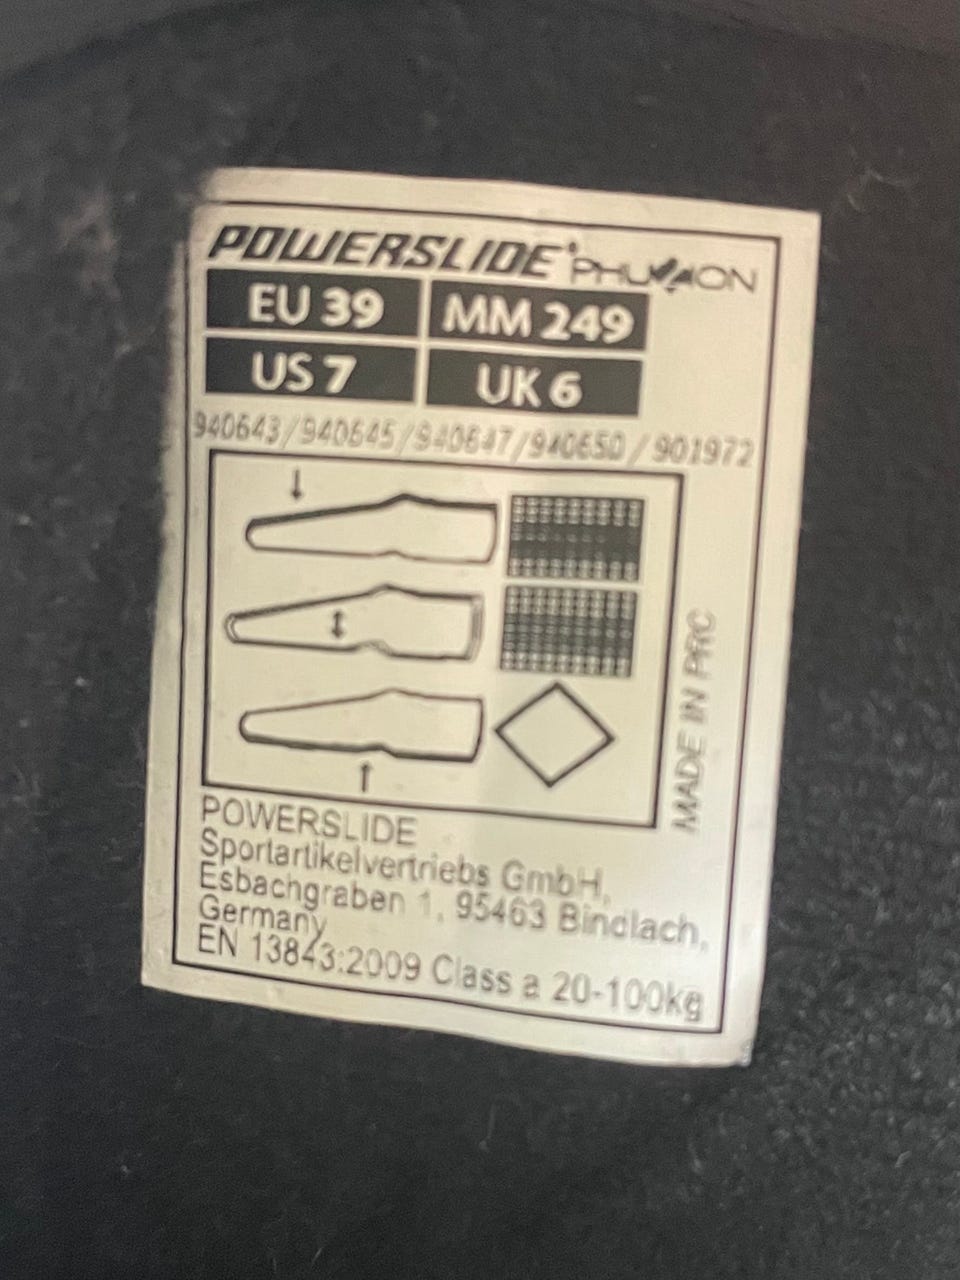 POWERSLIDE PHUZION
EU 39 MM 249
US 7 UK 6
940643/940645/940647/940650/901972
MADE IN PRC
POWERSLIDE
Sportartikelvertriebs GmbH,
Esbachgraben 1, 95463 Bindlach,
Germany
EN 13843:2009 Class a 20-100kg